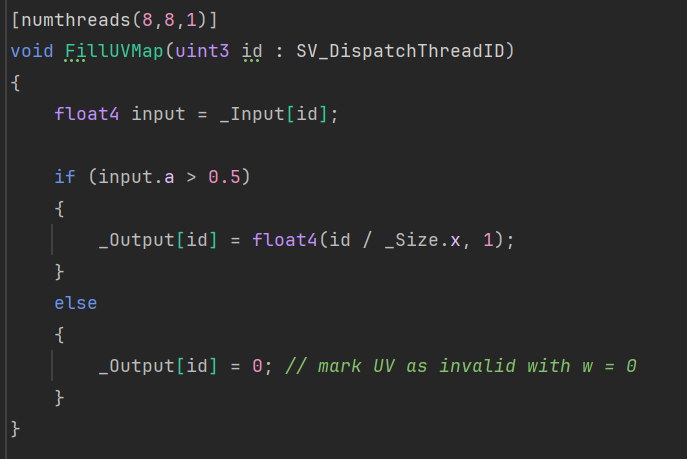 [numthreads(8,8,1)]
void FillUVMap(uint3 id : SV_DispatchThreadID)
{
    float4 input = _Input[id];
    if (input.a > 0.5)
    {
        _Output[id] = float4(id / _Size.x, 1);
    }
    else
    {
        _Output[id] = 0; // mark UV as invalid with w = 0
    }
}